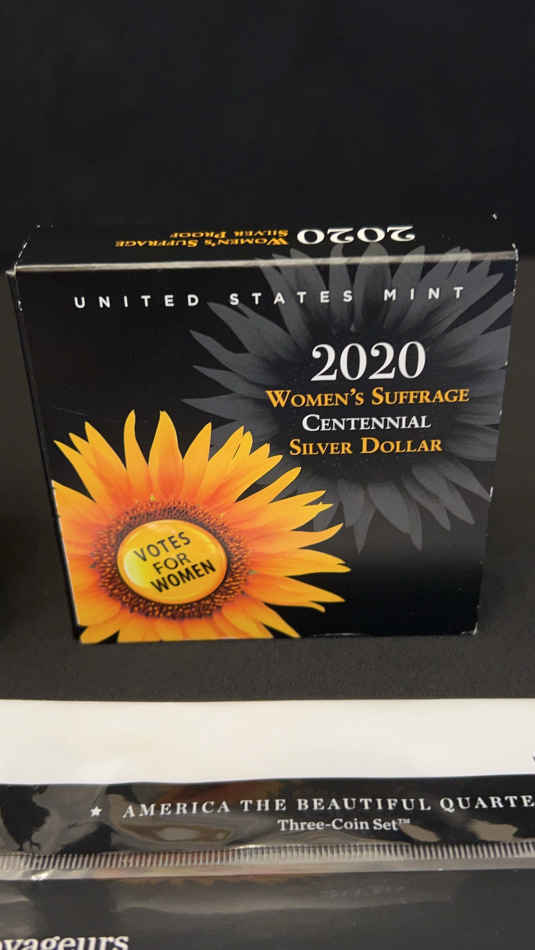 2020
WOMEN'S SUFFRAGE
SILVER PROOF
UNITED STATES MINT
2020
WOMEN'S SUFFRAGE
CENTENNIAL
SILVER DOLLAR
VOTES
FOR
WOMEN
★ AMERICA THE BEAUTIFUL QUARTE
Three-Coin Set™
oyageurs